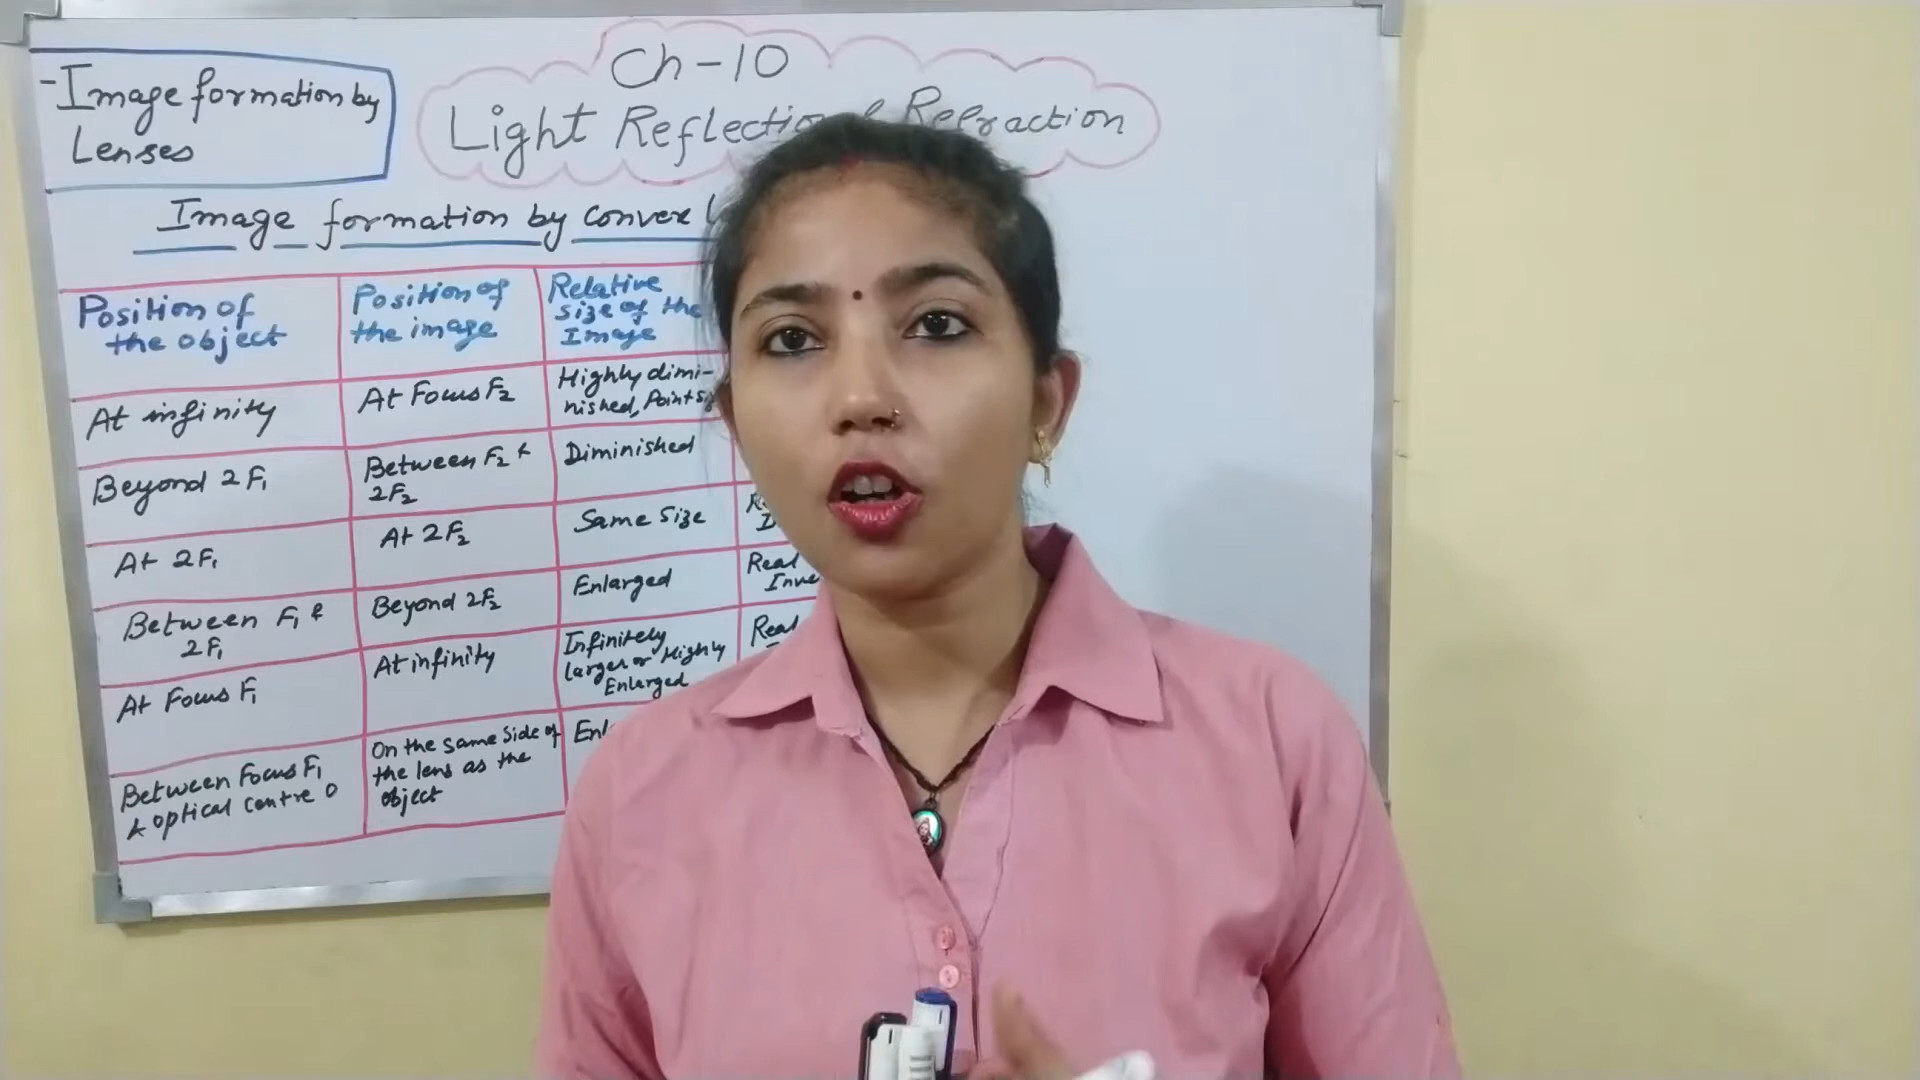 -Image formation by
Lenses
Ch-10
Light Reflection & Refraction
Image formation by convex
Position of
the object
Position of
the image
Relative
size of the
Image
At infinity
At Focus F2
Highly dimi-
nished, Point
Beyond 2F1
Between F2 &
2F2
Diminished
At 2F1
At 2F2
Same Size
Between F1 &
2F1
Beyond 2F2
Enlarged
Real
At Focus F1
At infinity
Infinitely
larger or Highly
Enlarged
Real
Between Focus F1
& optical centre O
On the same side of
the lens as the
object